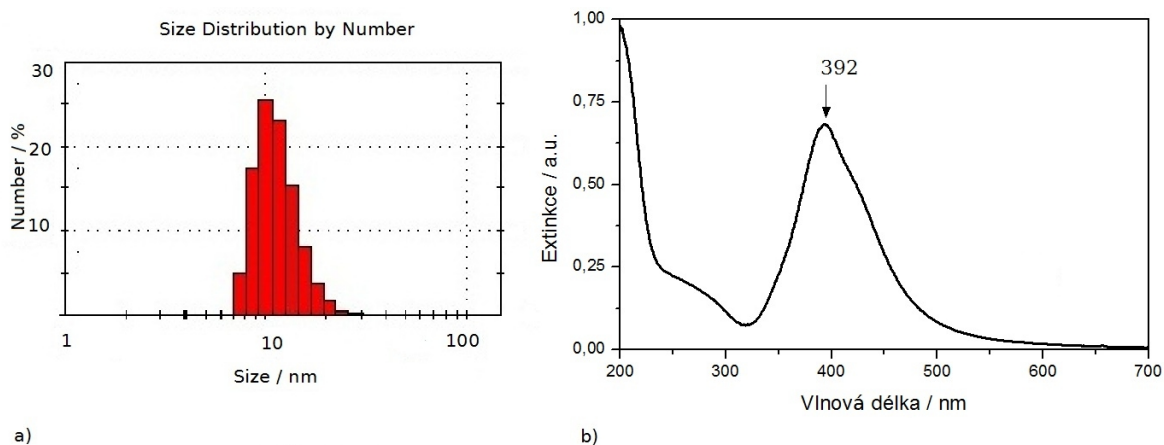 Size Distribution by Number
30
20
10
Number / %
1
10
100
Size / nm
a)
1,00
0,75
0,50
0,25
0,00
Extinkce / a.u.
392
200
300
400
500
600
700
Vlnová délka / nm
b)